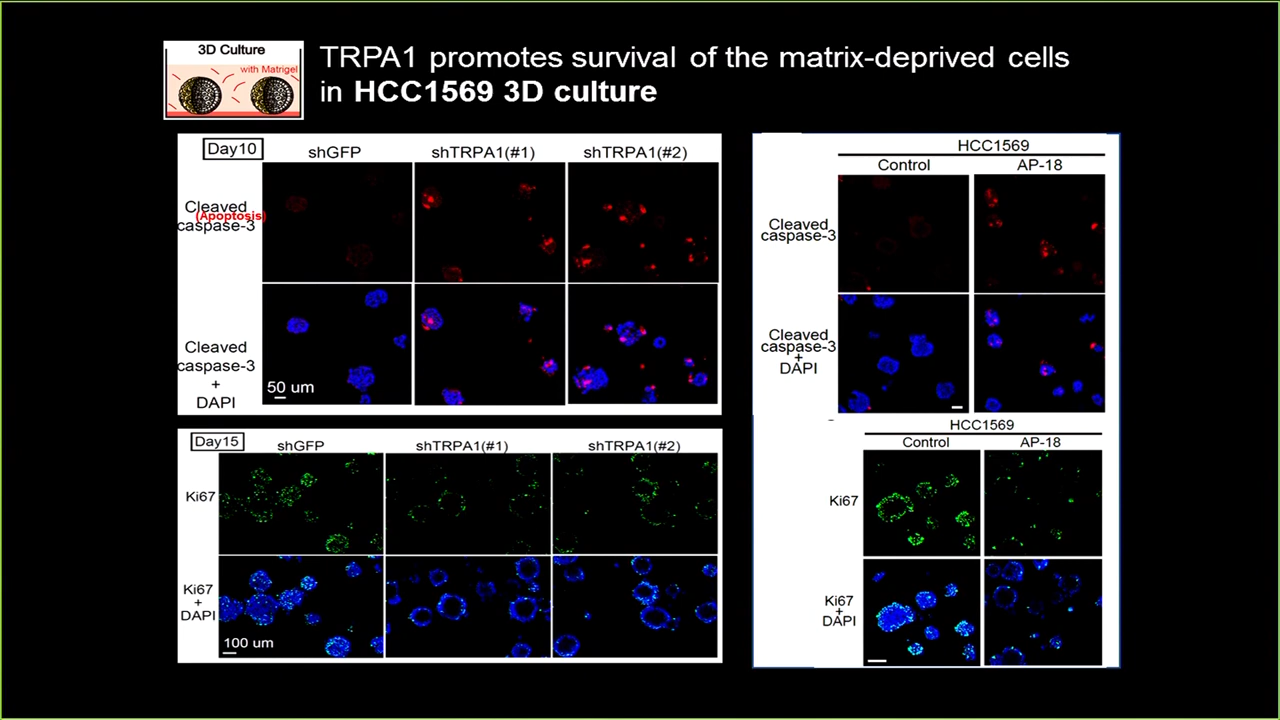 3D Culture
with Matrigel
TRPA1 promotes survival of the matrix-deprived cells
in HCC1569 3D culture
Day10
shGFP
shTRPA1(#1)
shTRPA1(#2)
Cleaved
(Apoptosis)
caspase-3
Cleaved
caspase-3
+
DAPI
50 um
Day15
shGFP
shTRPA1(#1)
shTRPA1(#2)
Ki67
Ki67
+
DAPI
100 um
HCC1569
Control
AP-18
Cleaved
caspase-3
Cleaved
caspase-3
+
DAPI
HCC1569
Control
AP-18
Ki67
Ki67
+
DAPI